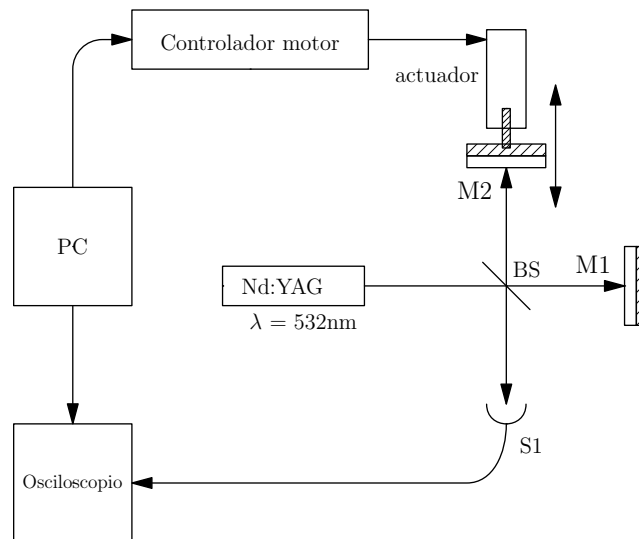 Controlador motor
actuador
M2
PC
BS
M1
Nd:YAG
λ = 532nm
S1
Osciloscopio